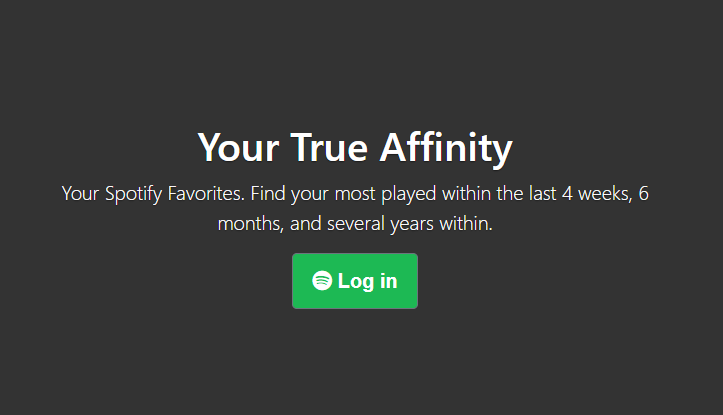 Your True Affinity
Your Spotify Favorites. Find your most played within the last 4 weeks, 6
months, and several years within.
Log in